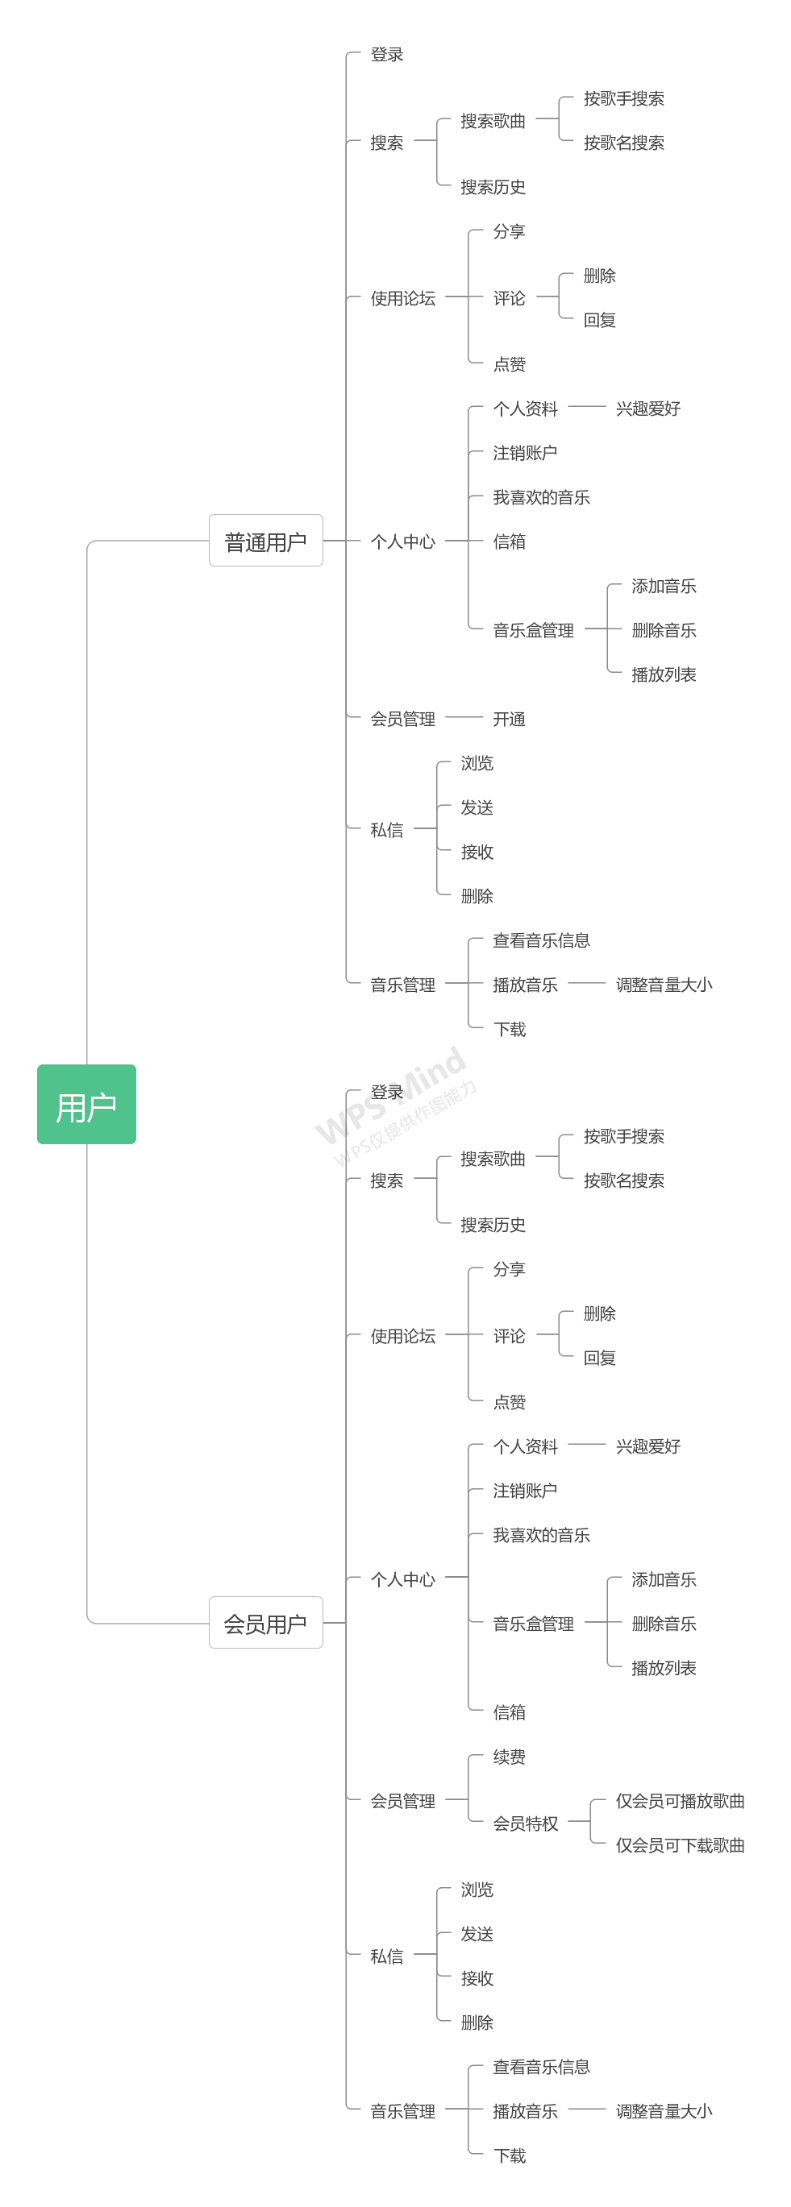 登录
按歌手搜索
搜索歌曲
搜索
按歌名搜索
搜索历史
分享
删除
使用论坛
评论
回复
点赞
个人资料
兴趣爱好
注销账户
我喜欢的音乐
普通用户
个人中心
信箱
添加音乐
音乐盒管理
删除音乐
播放列表
会员管理
开通
浏览
发送
私信
接收
删除
查看音乐信息
音乐管理
播放音乐
调整音量大小
下载
用户
WPS Mind
WPS仅提供作图能力
登录
按歌手搜索
搜索歌曲
搜索
按歌名搜索
搜索历史
分享
删除
使用论坛
评论
回复
点赞
个人资料
兴趣爱好
注销账户
我喜欢的音乐
个人中心
添加音乐
会员用户
音乐盒管理
删除音乐
播放列表
信箱
续费
会员管理
仅会员可播放歌曲
会员特权
仅会员可下载歌曲
浏览
发送
私信
接收
删除
查看音乐信息
音乐管理
播放音乐
调整音量大小
下载